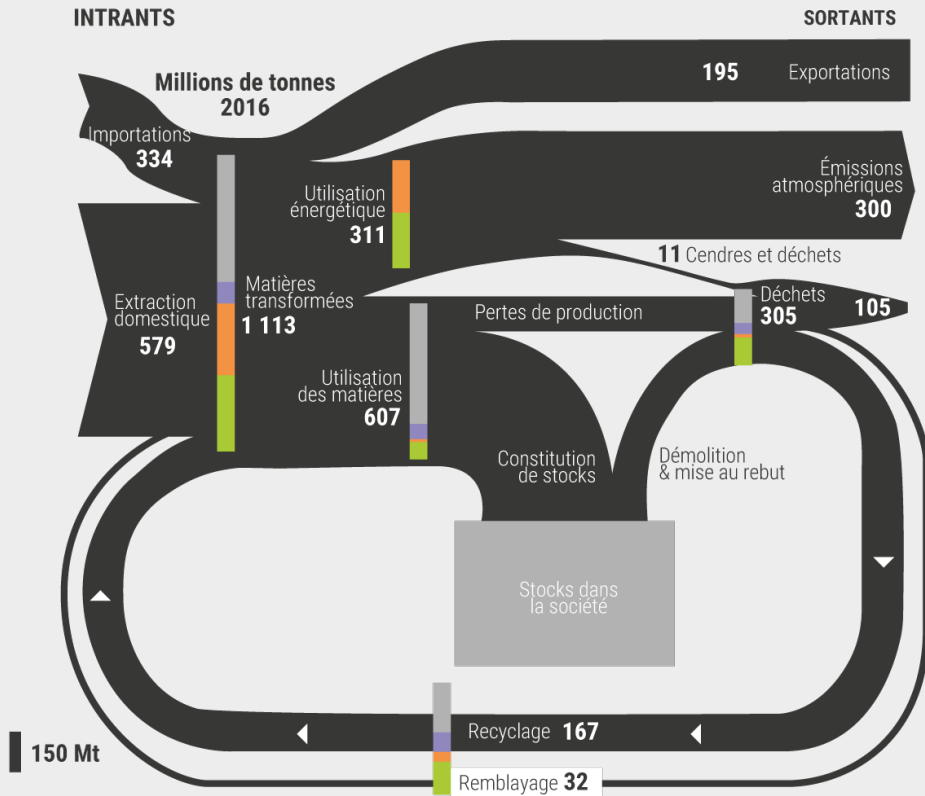 INTRANTS
SORTANTS
Millions de tonnes
2016
195 Exportations
Importations
334
Émissions
atmosphériques
300
Utilisation
énergétique
311
11 Cendres et déchets
Extraction
domestique
579
Matières
transformées
1 113
Déchets
305
105
Pertes de production
Utilisation
des matières
607
Constitution
de stocks
Démolition
& mise au rebut
Stocks dans
la société
Recyclage 167
150 Mt
Remblayage 32